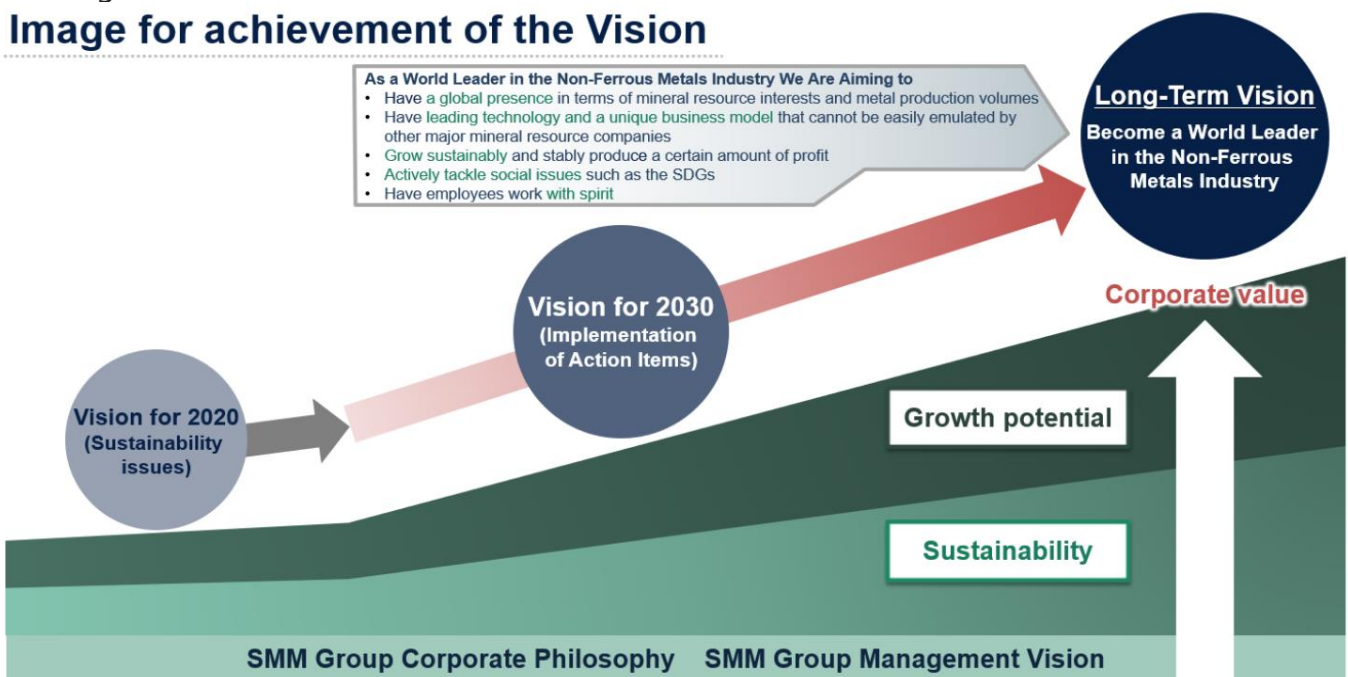 Image for achievement of the Vision
As a World Leader in the Non-Ferrous Metals Industry We Are Aiming to
• Have a global presence in terms of mineral resource interests and metal production volumes
• Have leading technology and a unique business model that cannot be easily emulated by
other major mineral resource companies
• Grow sustainably and stably produce a certain amount of profit
• Actively tackle social issues such as the SDGs
• Have employees work with spirit
Long-Term Vision
Become a World Leader
in the Non-Ferrous
Metals Industry
Vision for 2030
(Implementation
of Action Items)
Vision for 2020
(Sustainability
issues)
Corporate value
Growth potential
Sustainability
SMM Group Corporate Philosophy SMM Group Management Vision